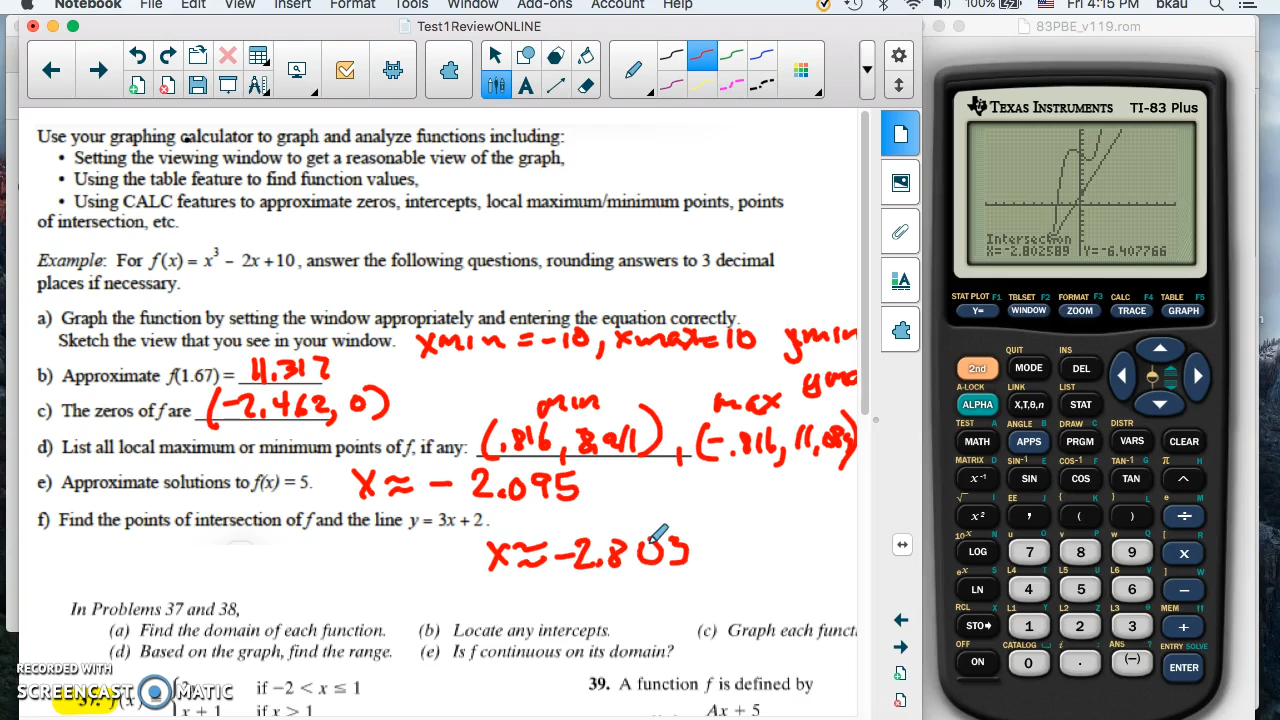 Notebook File Edit View Insert Format Tools Window Add-ons Account Help 100% Fri 4:15 PM bkau
Test1ReviewONLINE
83PBE_v119.rom
Use your graphing calculator to graph and analyze functions including:
• Setting the viewing window to get a reasonable view of the graph,
• Using the table feature to find function values,
• Using CALC features to approximate zeros, intercepts, local maximum/minimum points, points
of intersection, etc.
Example: For f(x) = x³ − 2x + 10, answer the following questions, rounding answers to 3 decimal
places if necessary.
a) Graph the function by setting the window appropriately and entering the equation correctly.
Sketch the view that you see in your window. xmin = -10, xmax = 10 ymin
b) Approximate f(1.67) = 11.317
c) The zeros of f are (-2.462, 0)
min max
d) List all local maximum or minimum points of f, if any: (.816, 8.911), (-.816, 11.089)
e) Approximate solutions to f(x) = 5. x ≈ -2.095
f) Find the points of intersection of f and the line y = 3x + 2.
x ≈ -2.803
In Problems 37 and 38,
(a) Find the domain of each function. (b) Locate any intercepts. (c) Graph each funct
(d) Based on the graph, find the range. (e) Is f continuous on its domain?
if −2 < x ≤ 1
x + 1 if x > 1
39. A function f is defined by
Ax + 5
RECORDED WITH
SCREENCAST MATIC
TEXAS INSTRUMENTS TI-83 Plus
Intersection
X=-2.802589 Y=-6.407766
STAT PLOT F1 TBLSET F2 FORMAT F3 CALC F4 TABLE F5
Y= WINDOW ZOOM TRACE GRAPH
QUIT INS
2nd MODE DEL
A-LOCK LINK LIST
ALPHA X,T,θ,n STAT
TEST A ANGLE B DRAW C DISTR
MATH APPS PRGM VARS CLEAR
MATRIX D SIN⁻¹ E COS⁻¹ F TAN⁻¹ G π H
x⁻¹ SIN COS TAN ^
√ I EE J { K } L e M
x² , ( ) ÷
10ˣ N u O v P w Q [ R
LOG 7 8 9 x
eˣ S L4 T L5 U L6 V ] W
LN 4 5 6 −
RCL X L1 Y L2 Z L3 θ MEM "
STO➧ 1 2 3 +
OFF CATALOG i : ANS ? ENTRY SOLVE
ON 0 . (−) ENTER